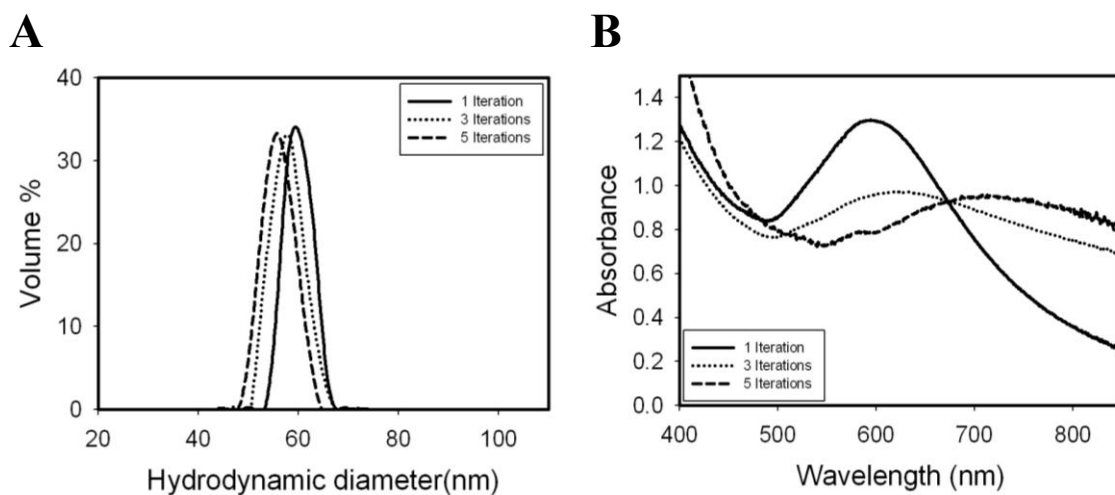 A
B
40
30
20
10
0
Volume %
1 Iteration
3 Iterations
5 Iterations
20 40 60 80 100
Hydrodynamic diameter(nm)
1.4
1.2
1.0
0.8
0.6
0.4
0.2
0.0
Absorbance
1 Iteration
3 Iterations
5 Iterations
400 500 600 700 800
Wavelength (nm)